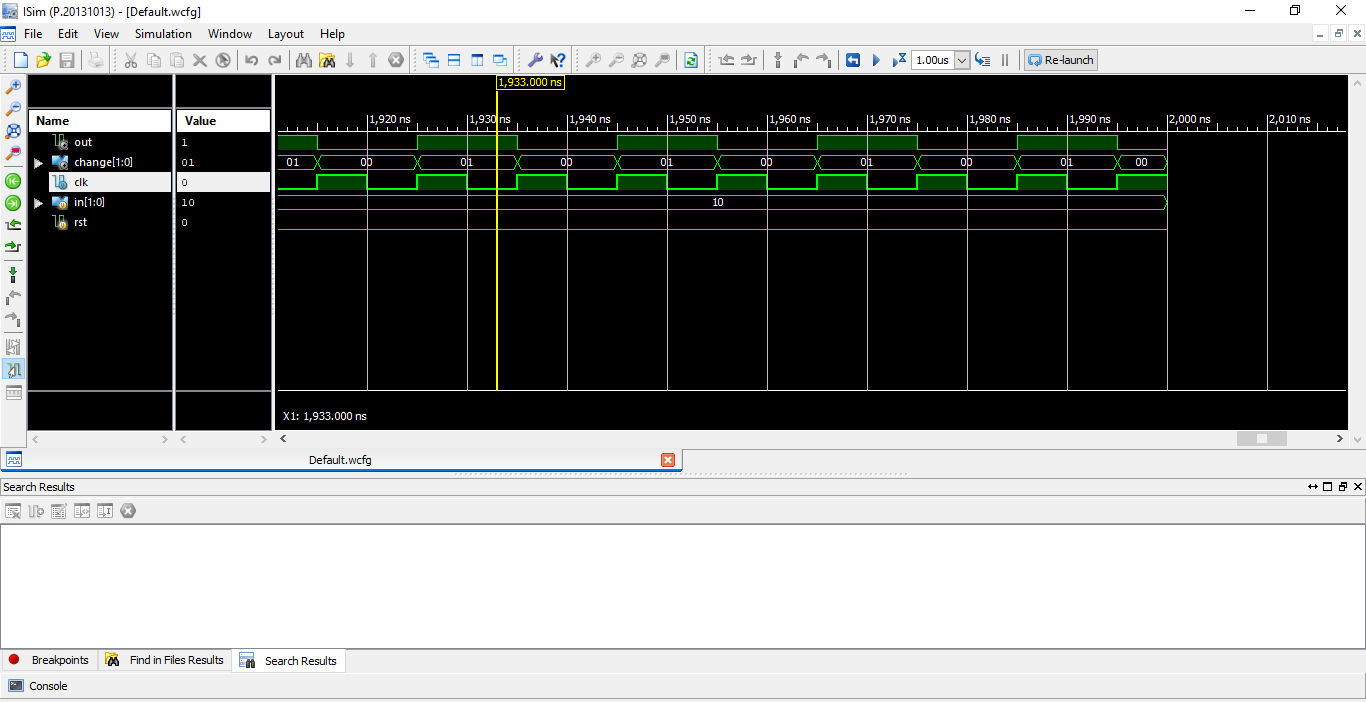 ISim (P.20131013) - [Default.wcfg]
File Edit View Simulation Window Layout Help
1.00us Re-launch
1,933.000 ns
Name Value
1,920 ns 1,930 ns 1,940 ns 1,950 ns 1,960 ns 1,970 ns 1,980 ns 1,990 ns 2,000 ns 2,010 ns
out 1
change[1:0] 01 01 00 01 00 01 00 01 00 01 00
clk 0
in[1:0] 10 10
rst 0
X1: 1,933.000 ns
Default.wcfg
Search Results
Breakpoints Find in Files Results Search Results
Console